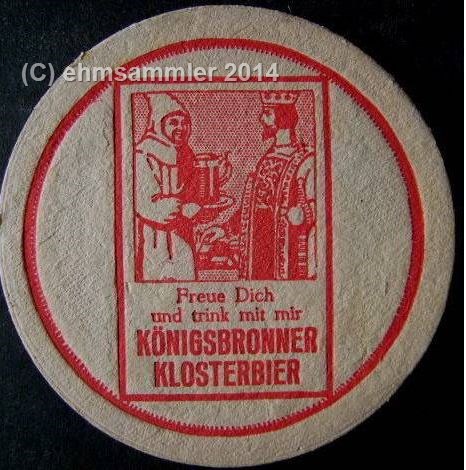 (C) ehmsammler 2014
Freue Dich
und trink mit mir
KÖNIGSBRONNER
KLOSTERBIER